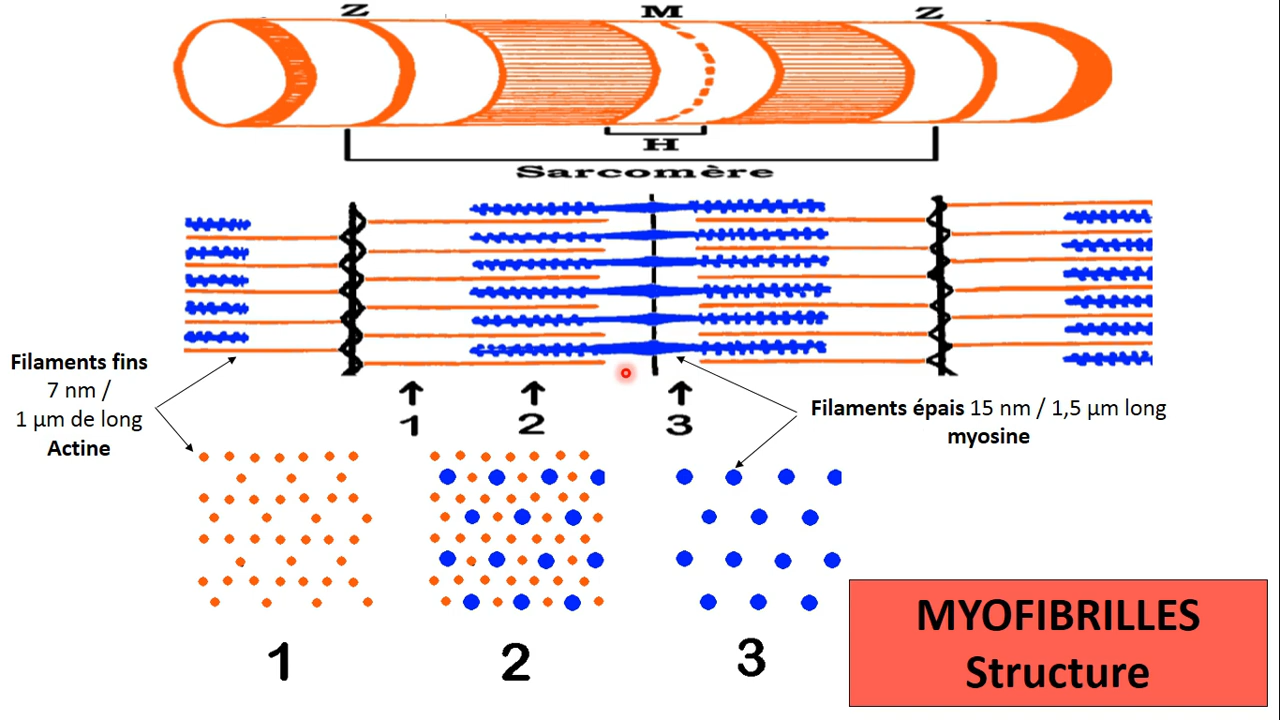 Z M Z
H
Sarcomère
Filaments fins
7 nm /
1 µm de long
Actine
1 2 3
Filaments épais 15 nm / 1,5 µm long
myosine
1 2 3
MYOFIBRILLES
Structure